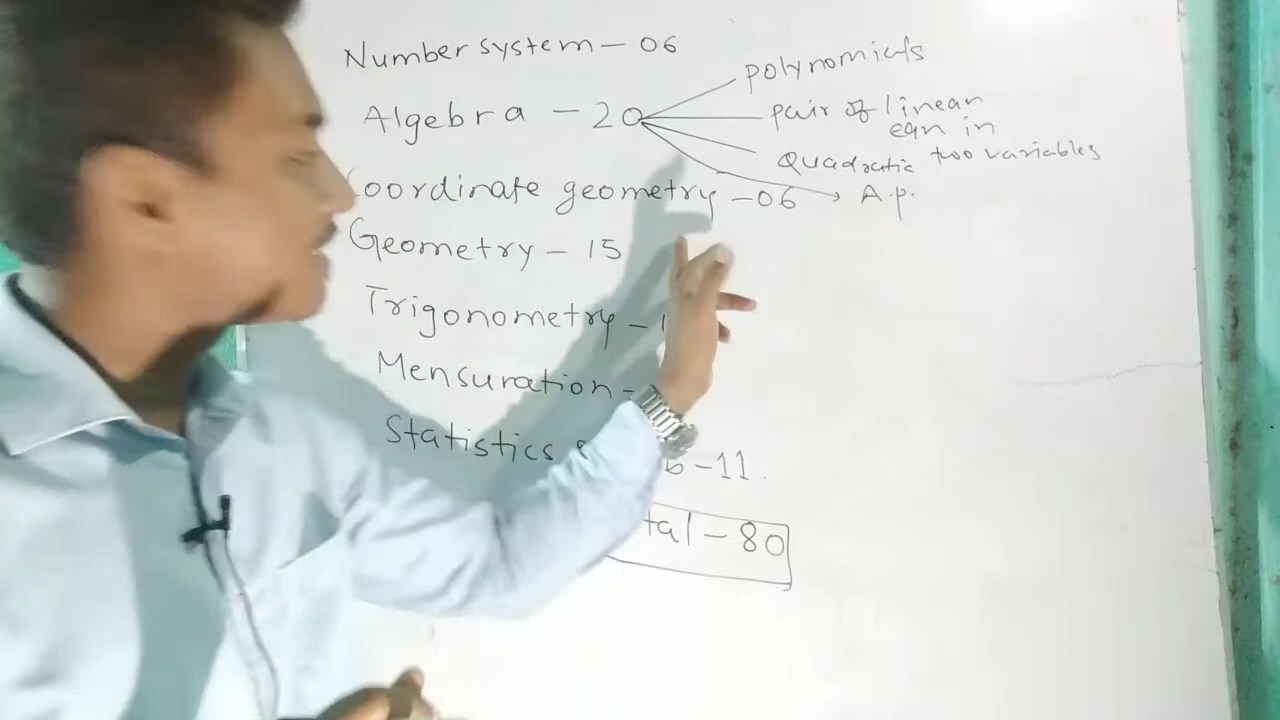 Number system - 06
Algebra - 20
polynomials
pair of linear
eqn in
two variables
Quadratic
A.p.
Coordinate geometry - 06
Geometry - 15
Trigonometry - 1
Mensuration -
Statistics
b - 11.
tal - 80